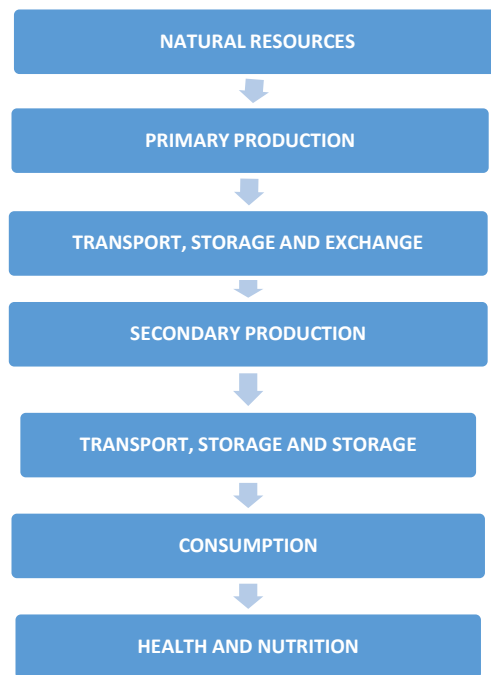 NATURAL RESOURCES
PRIMARY PRODUCTION
TRANSPORT, STORAGE AND EXCHANGE
SECONDARY PRODUCTION
TRANSPORT, STORAGE AND STORAGE
CONSUMPTION
HEALTH AND NUTRITION